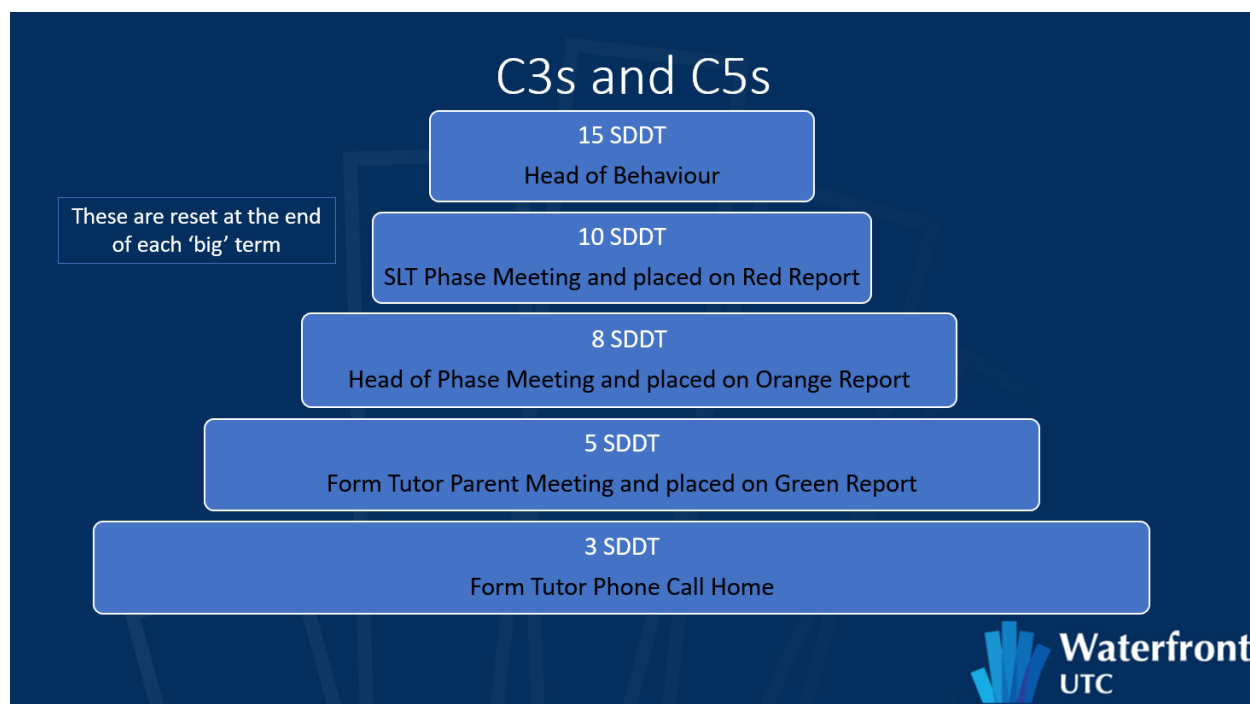 C3s and C5s
15 SDDT
Head of Behaviour
These are reset at the end
of each ‘big’ term
10 SDDT
SLT Phase Meeting and placed on Red Report
8 SDDT
Head of Phase Meeting and placed on Orange Report
5 SDDT
Form Tutor Parent Meeting and placed on Green Report
3 SDDT
Form Tutor Phone Call Home
Waterfront
UTC